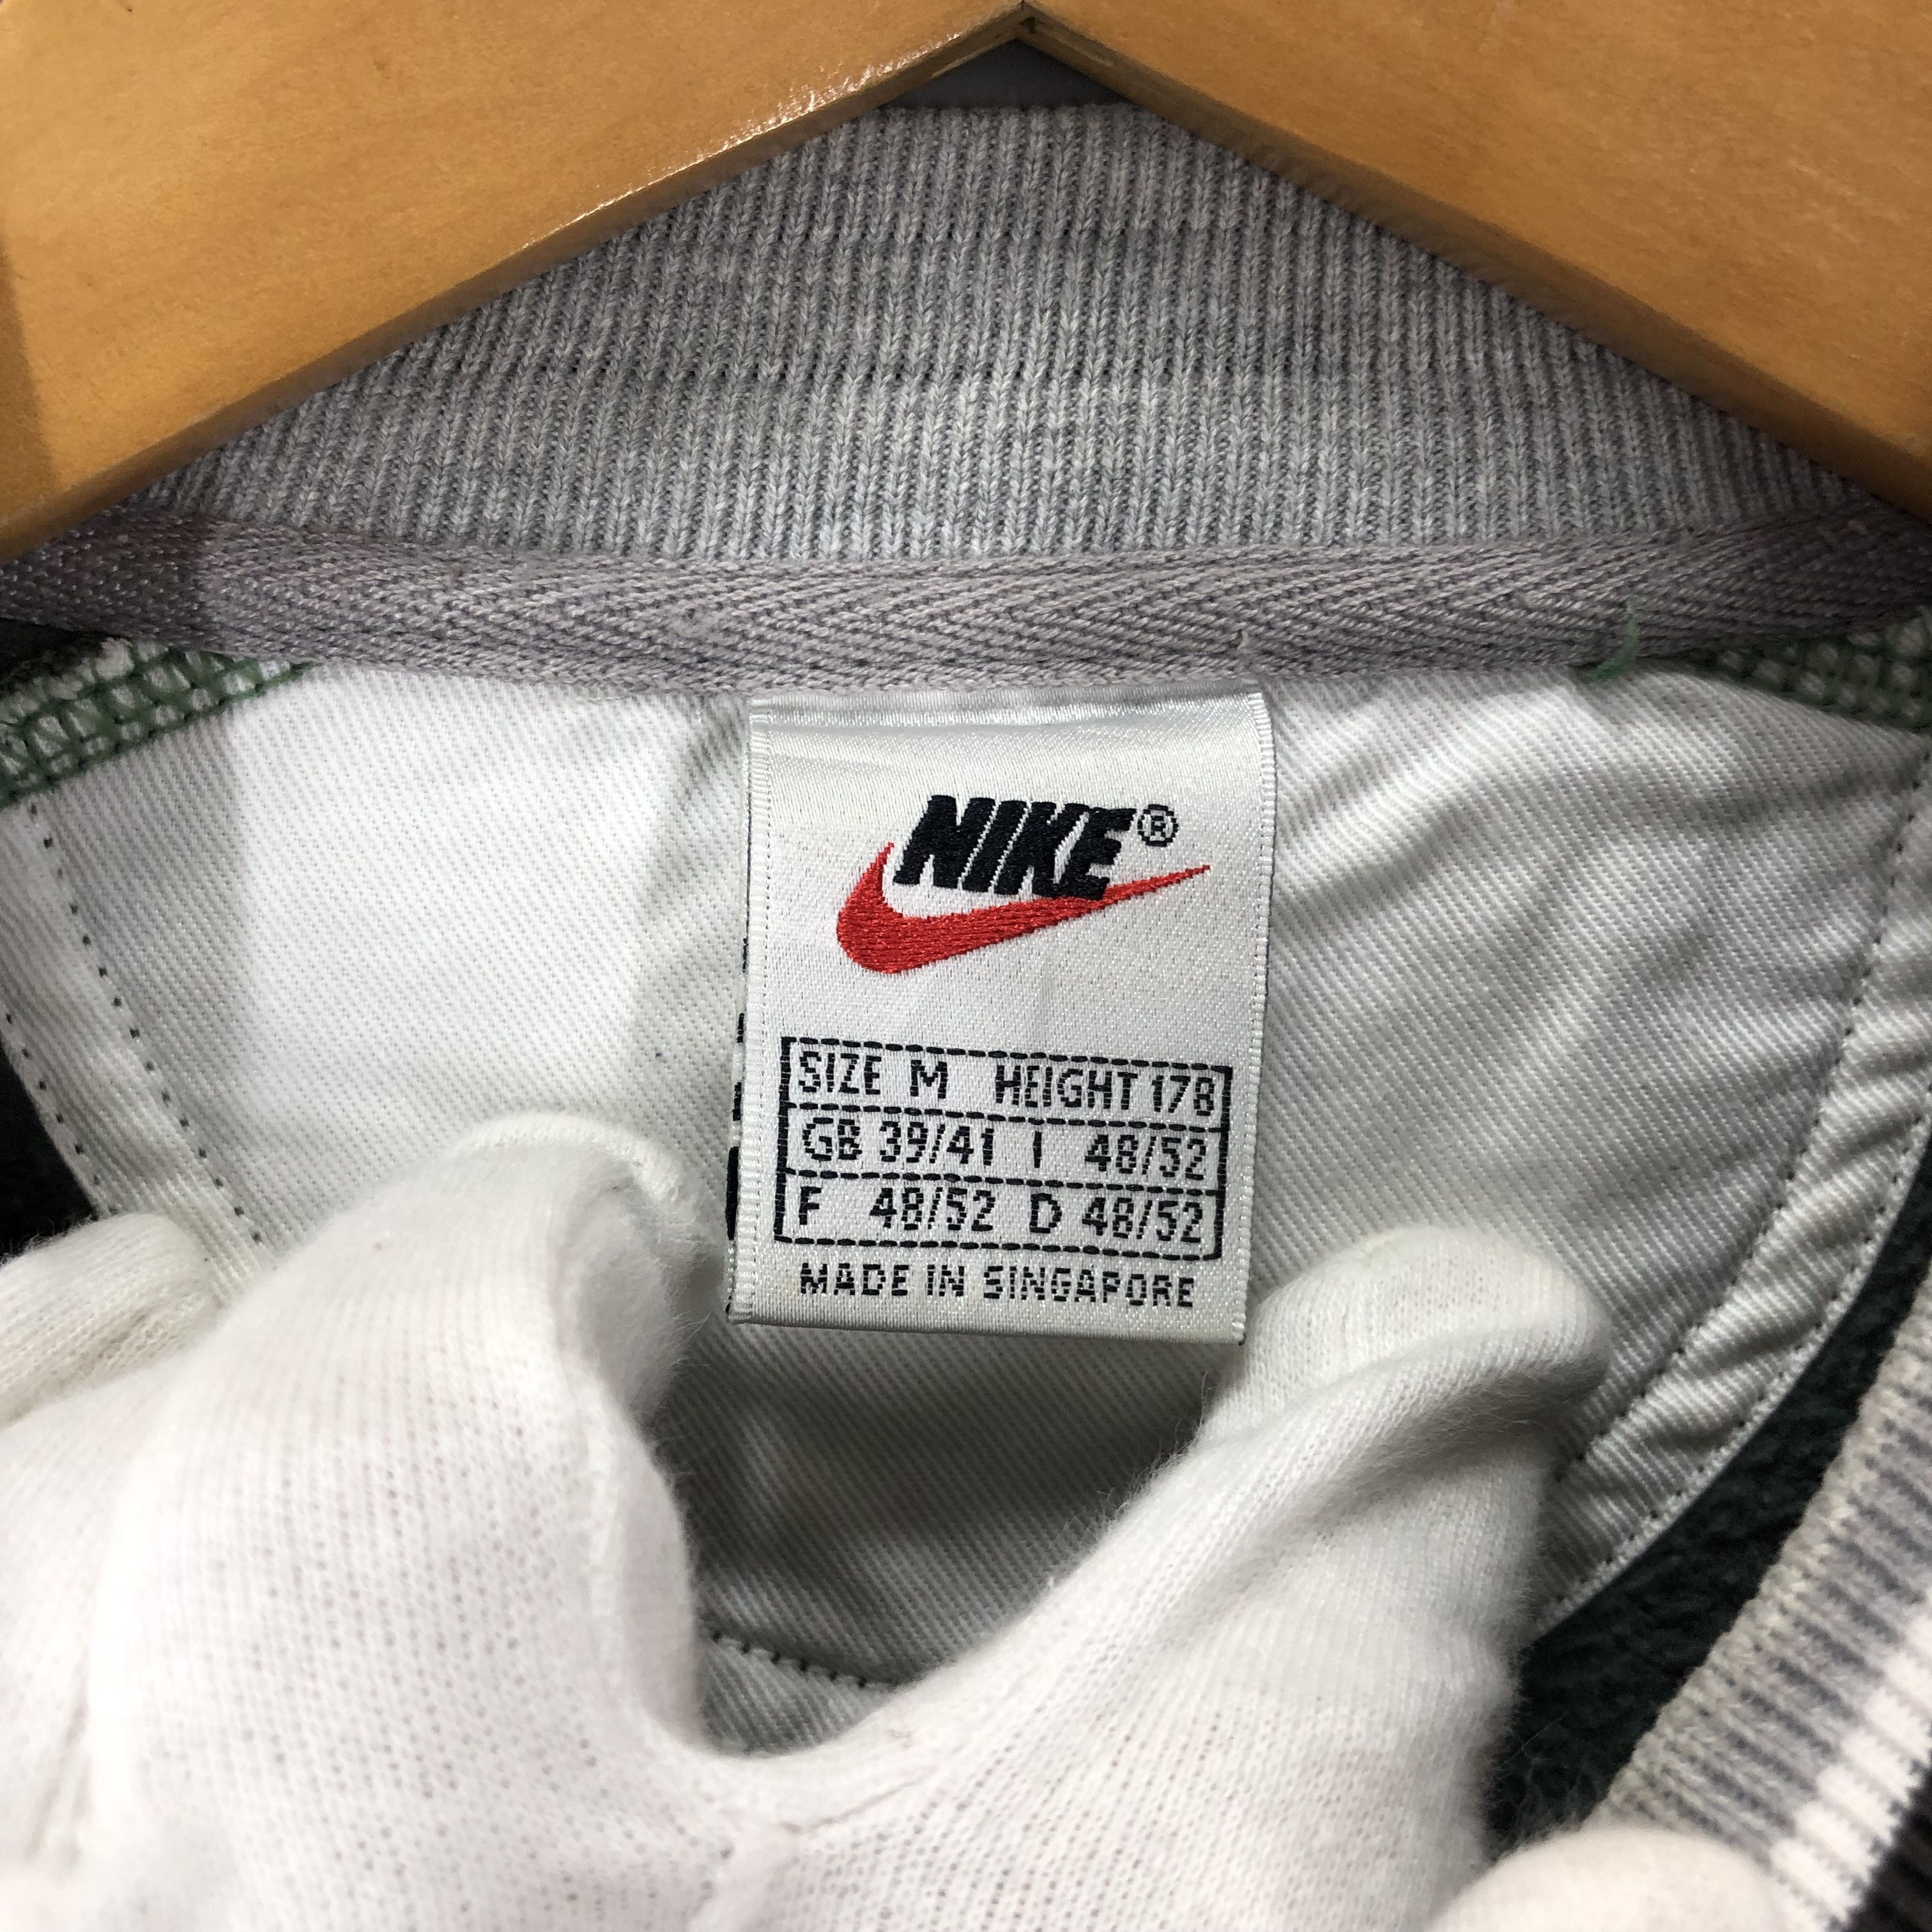 NIKE®
SIZE M HEIGHT 178
GB 39/41 I 48/52
F 48/52 D 48/52
MADE IN SINGAPORE